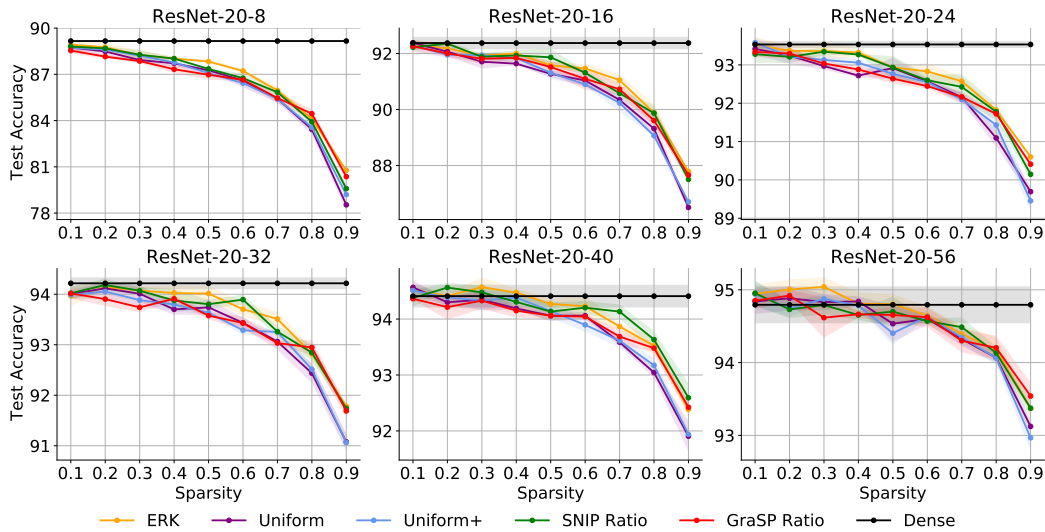 ResNet-20-8 ResNet-20-16 ResNet-20-24
Test Accuracy
90
87
84
81
78
92
90
88
93
92
91
90
89
0.1 0.2 0.3 0.4 0.5 0.6 0.7 0.8 0.9
0.1 0.2 0.3 0.4 0.5 0.6 0.7 0.8 0.9
0.1 0.2 0.3 0.4 0.5 0.6 0.7 0.8 0.9
ResNet-20-32 ResNet-20-40 ResNet-20-56
Test Accuracy
94
93
92
91
95
94
93
92
95
94
93
0.1 0.2 0.3 0.4 0.5 0.6 0.7 0.8 0.9
0.1 0.2 0.3 0.4 0.5 0.6 0.7 0.8 0.9
0.1 0.2 0.3 0.4 0.5 0.6 0.7 0.8 0.9
Sparsity Sparsity Sparsity
ERK Uniform Uniform+ SNIP Ratio GraSP Ratio Dense